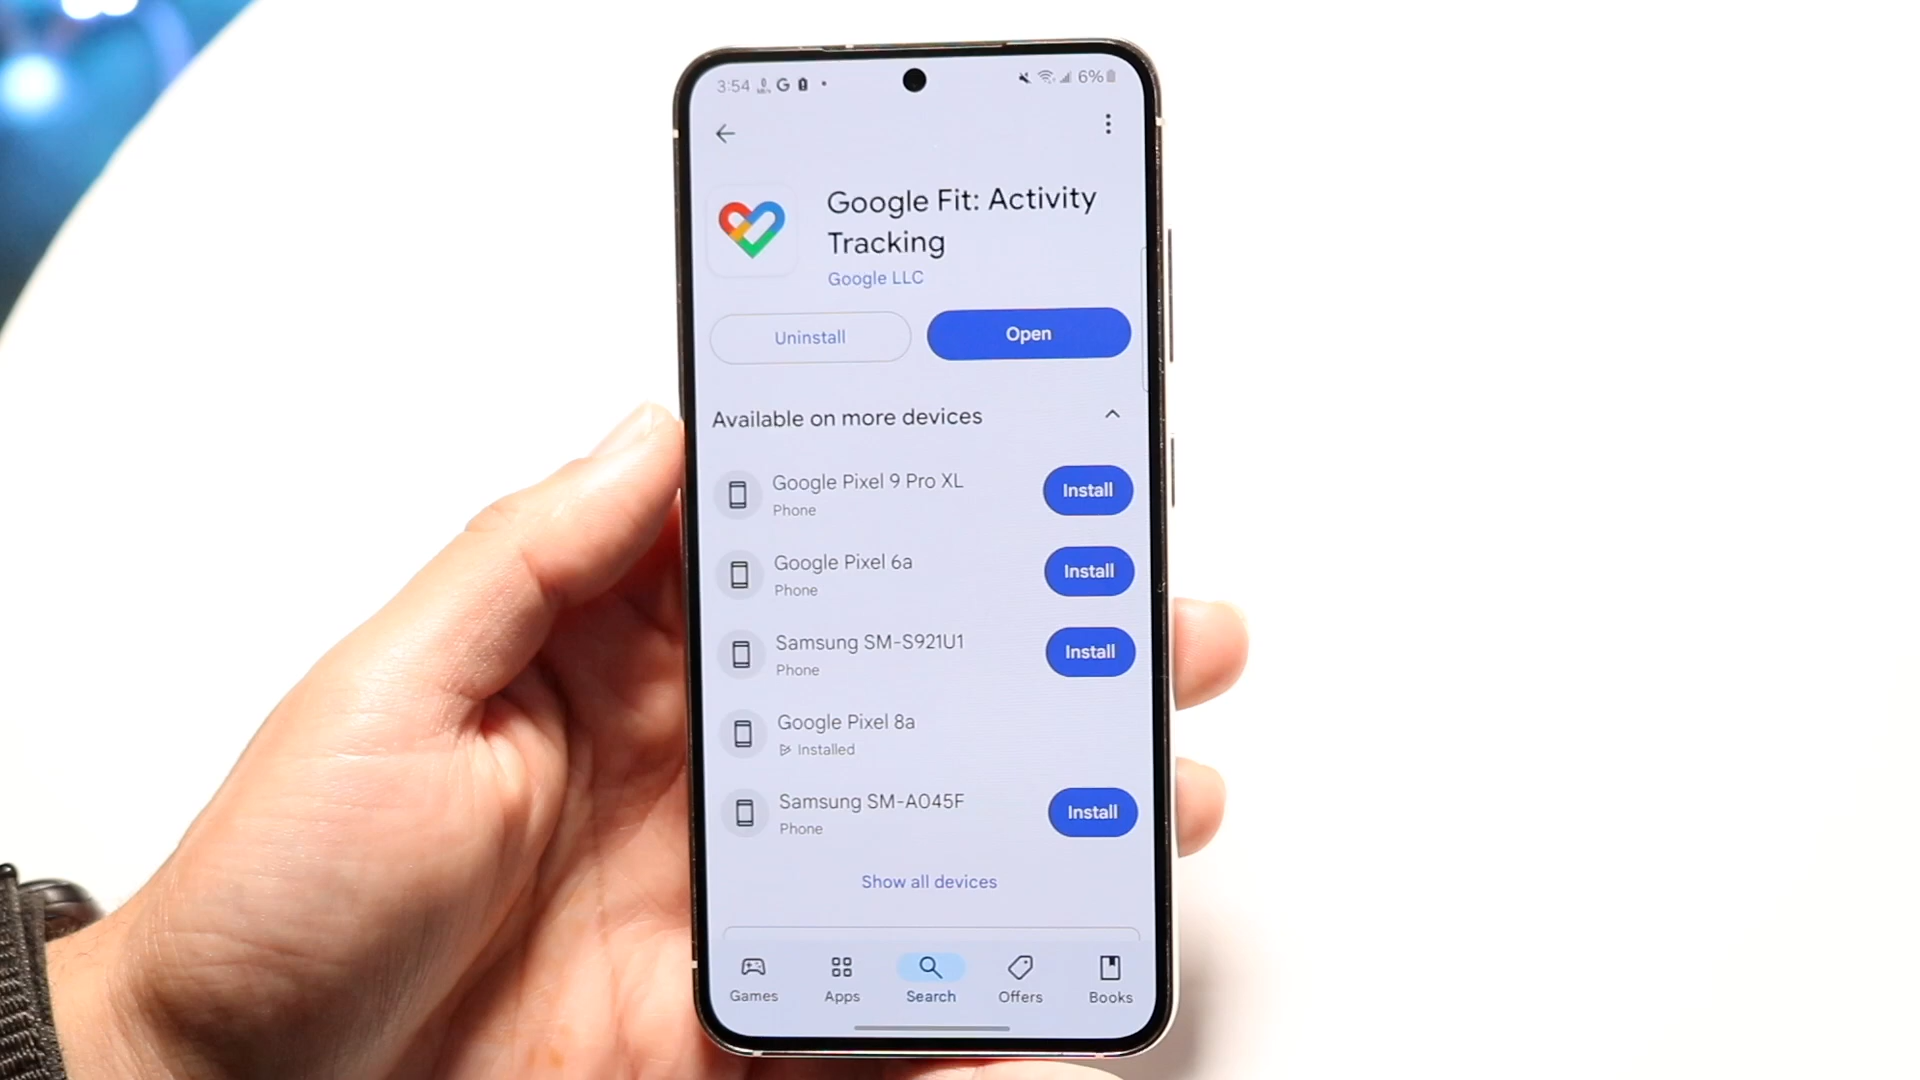 3:54 G 6%
Google Fit: Activity
Tracking
Google LLC
Uninstall
Open
Available on more devices
Google Pixel 9 Pro XL
Phone
Install
Google Pixel 6a
Phone
Install
Samsung SM-S921U1
Phone
Install
Google Pixel 8a
Installed
Samsung SM-A045F
Phone
Install
Show all devices
Games
Apps
Search
Offers
Books